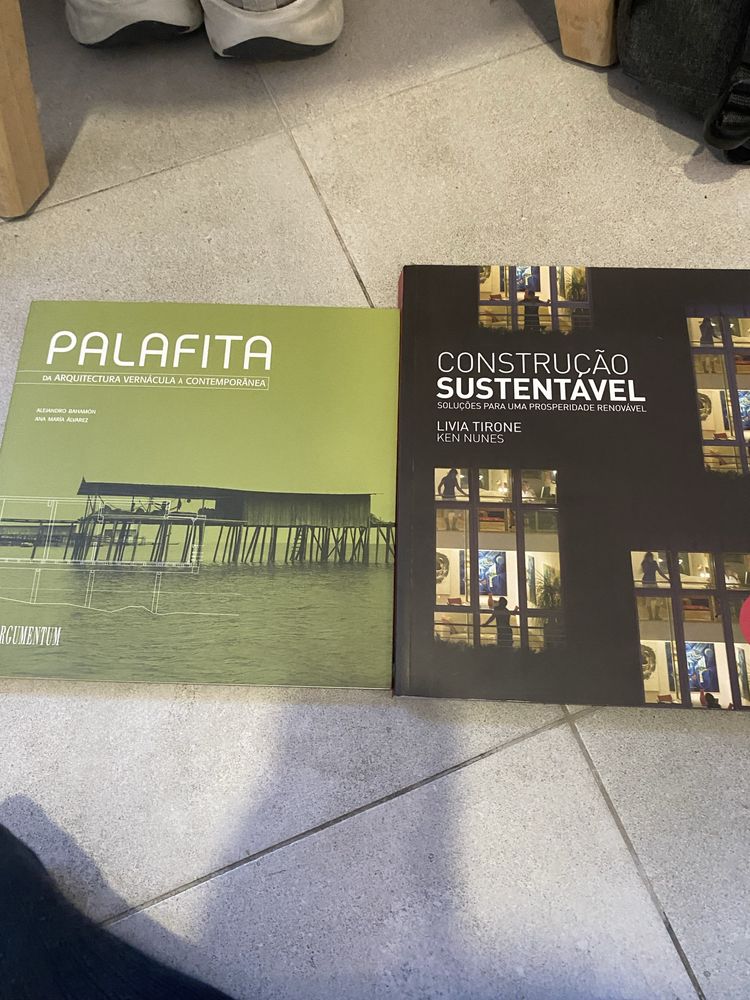 PALAFITA
DA ARQUITECTURA VERNÁCULA À CONTEMPORÂNEA
ALEJANDRO BAHAMÓN
ANA MARÍA ÁLVAREZ
RGUMENTUM
CONSTRUÇÃO
SUSTENTÁVEL
SOLUÇÕES PARA UMA PROSPERIDADE RENOVÁVEL
LIVIA TIRONE
KEN NUNES